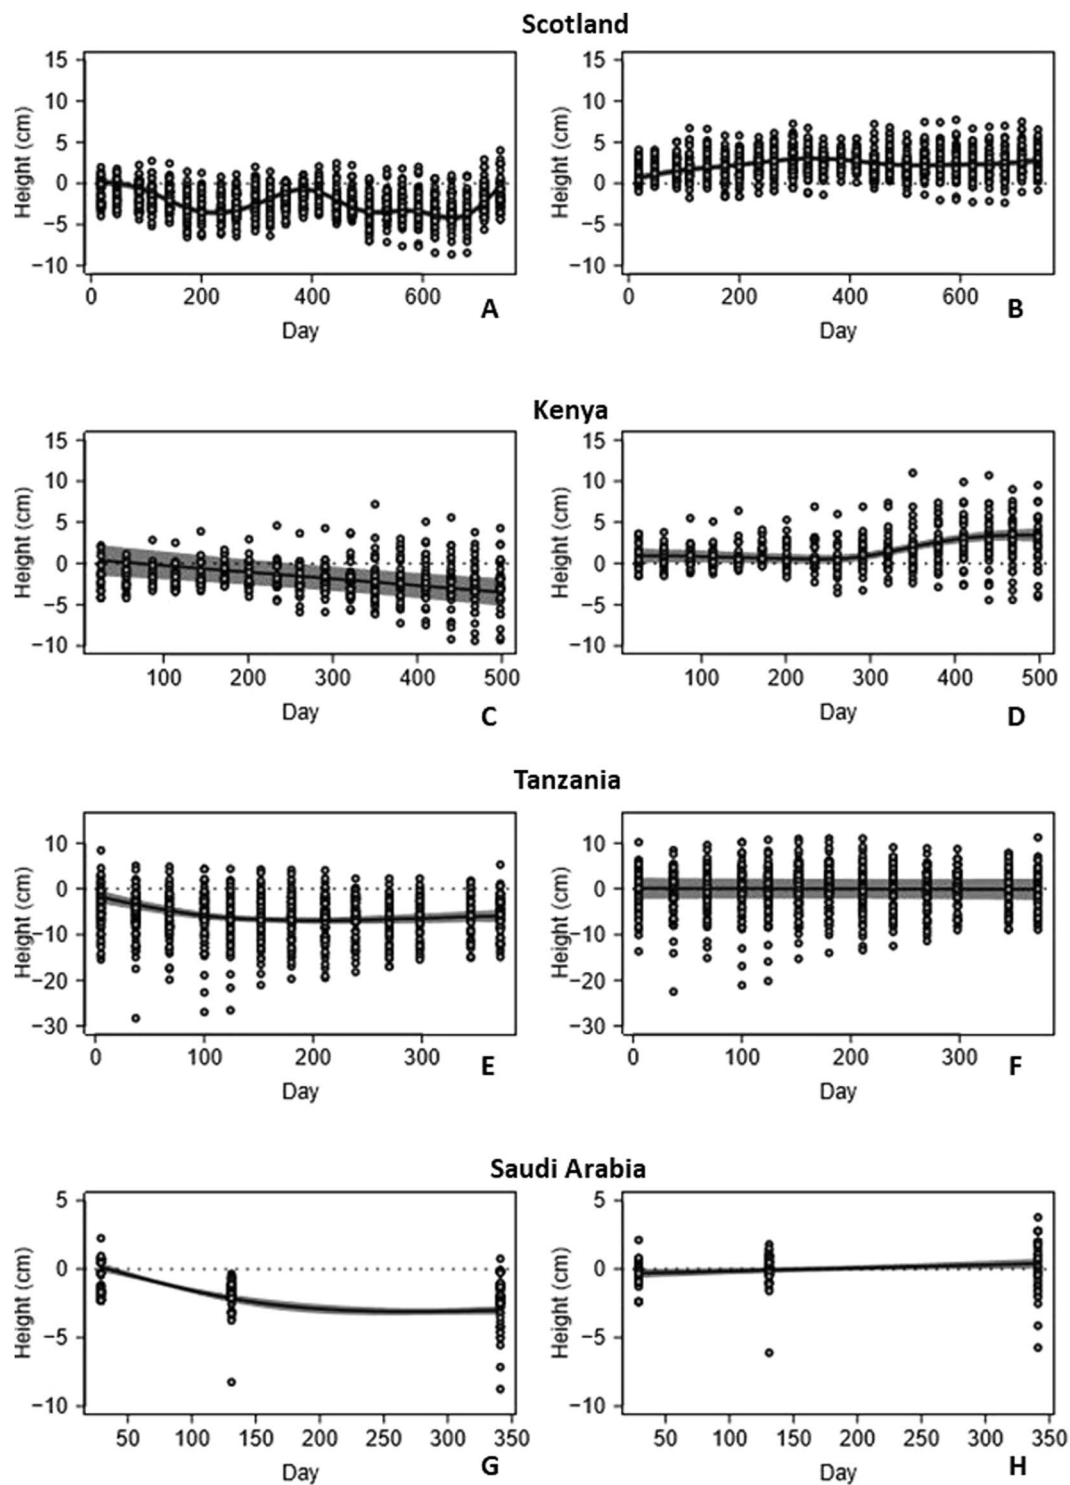 Scotland
Height (cm)
15
10
5
0
−5
−10
0 200 400 600
Day
A
Height (cm)
15
10
5
0
−5
−10
0 200 400 600
Day
B
Kenya
Height (cm)
15
10
5
0
−5
−10
100 200 300 400 500
Day
C
Height (cm)
15
10
5
0
−5
−10
100 200 300 400 500
Day
D
Tanzania
Height (cm)
10
0
−10
−20
−30
0 100 200 300
Day
E
Height (cm)
10
0
−10
−20
−30
0 100 200 300
Day
F
Saudi Arabia
Height (cm)
5
0
−5
−10
50 100 150 200 250 300 350
Day
G
Height (cm)
5
0
−5
−10
50 100 150 200 250 300 350
Day
H